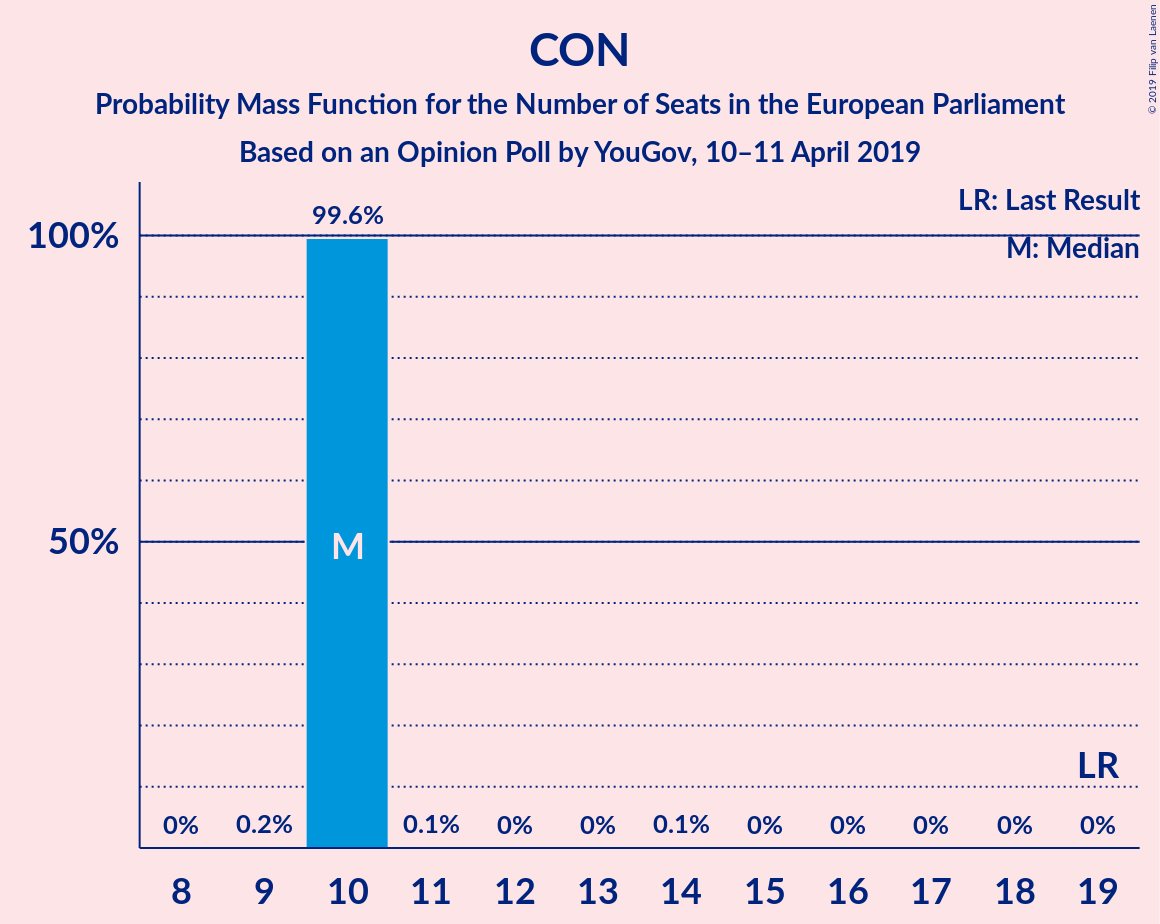 CON
Probability Mass Function for the Number of Seats in the European Parliament
Based on an Opinion Poll by YouGov, 10–11 April 2019
© 2019 Filip van Laenen
LR: Last Result
M: Median
100%
50%
99.6%
M
LR
0% 0.2% 0.1% 0% 0% 0.1% 0% 0% 0% 0% 0%
8 9 10 11 12 13 14 15 16 17 18 19